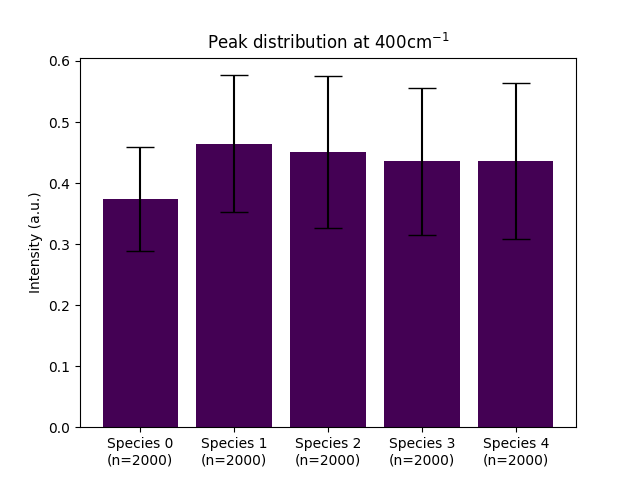 Peak distribution at 400cm⁻¹
Intensity (a.u.)
0.6
0.5
0.4
0.3
0.2
0.1
0.0
Species 0 Species 1 Species 2 Species 3 Species 4
(n=2000) (n=2000) (n=2000) (n=2000) (n=2000)